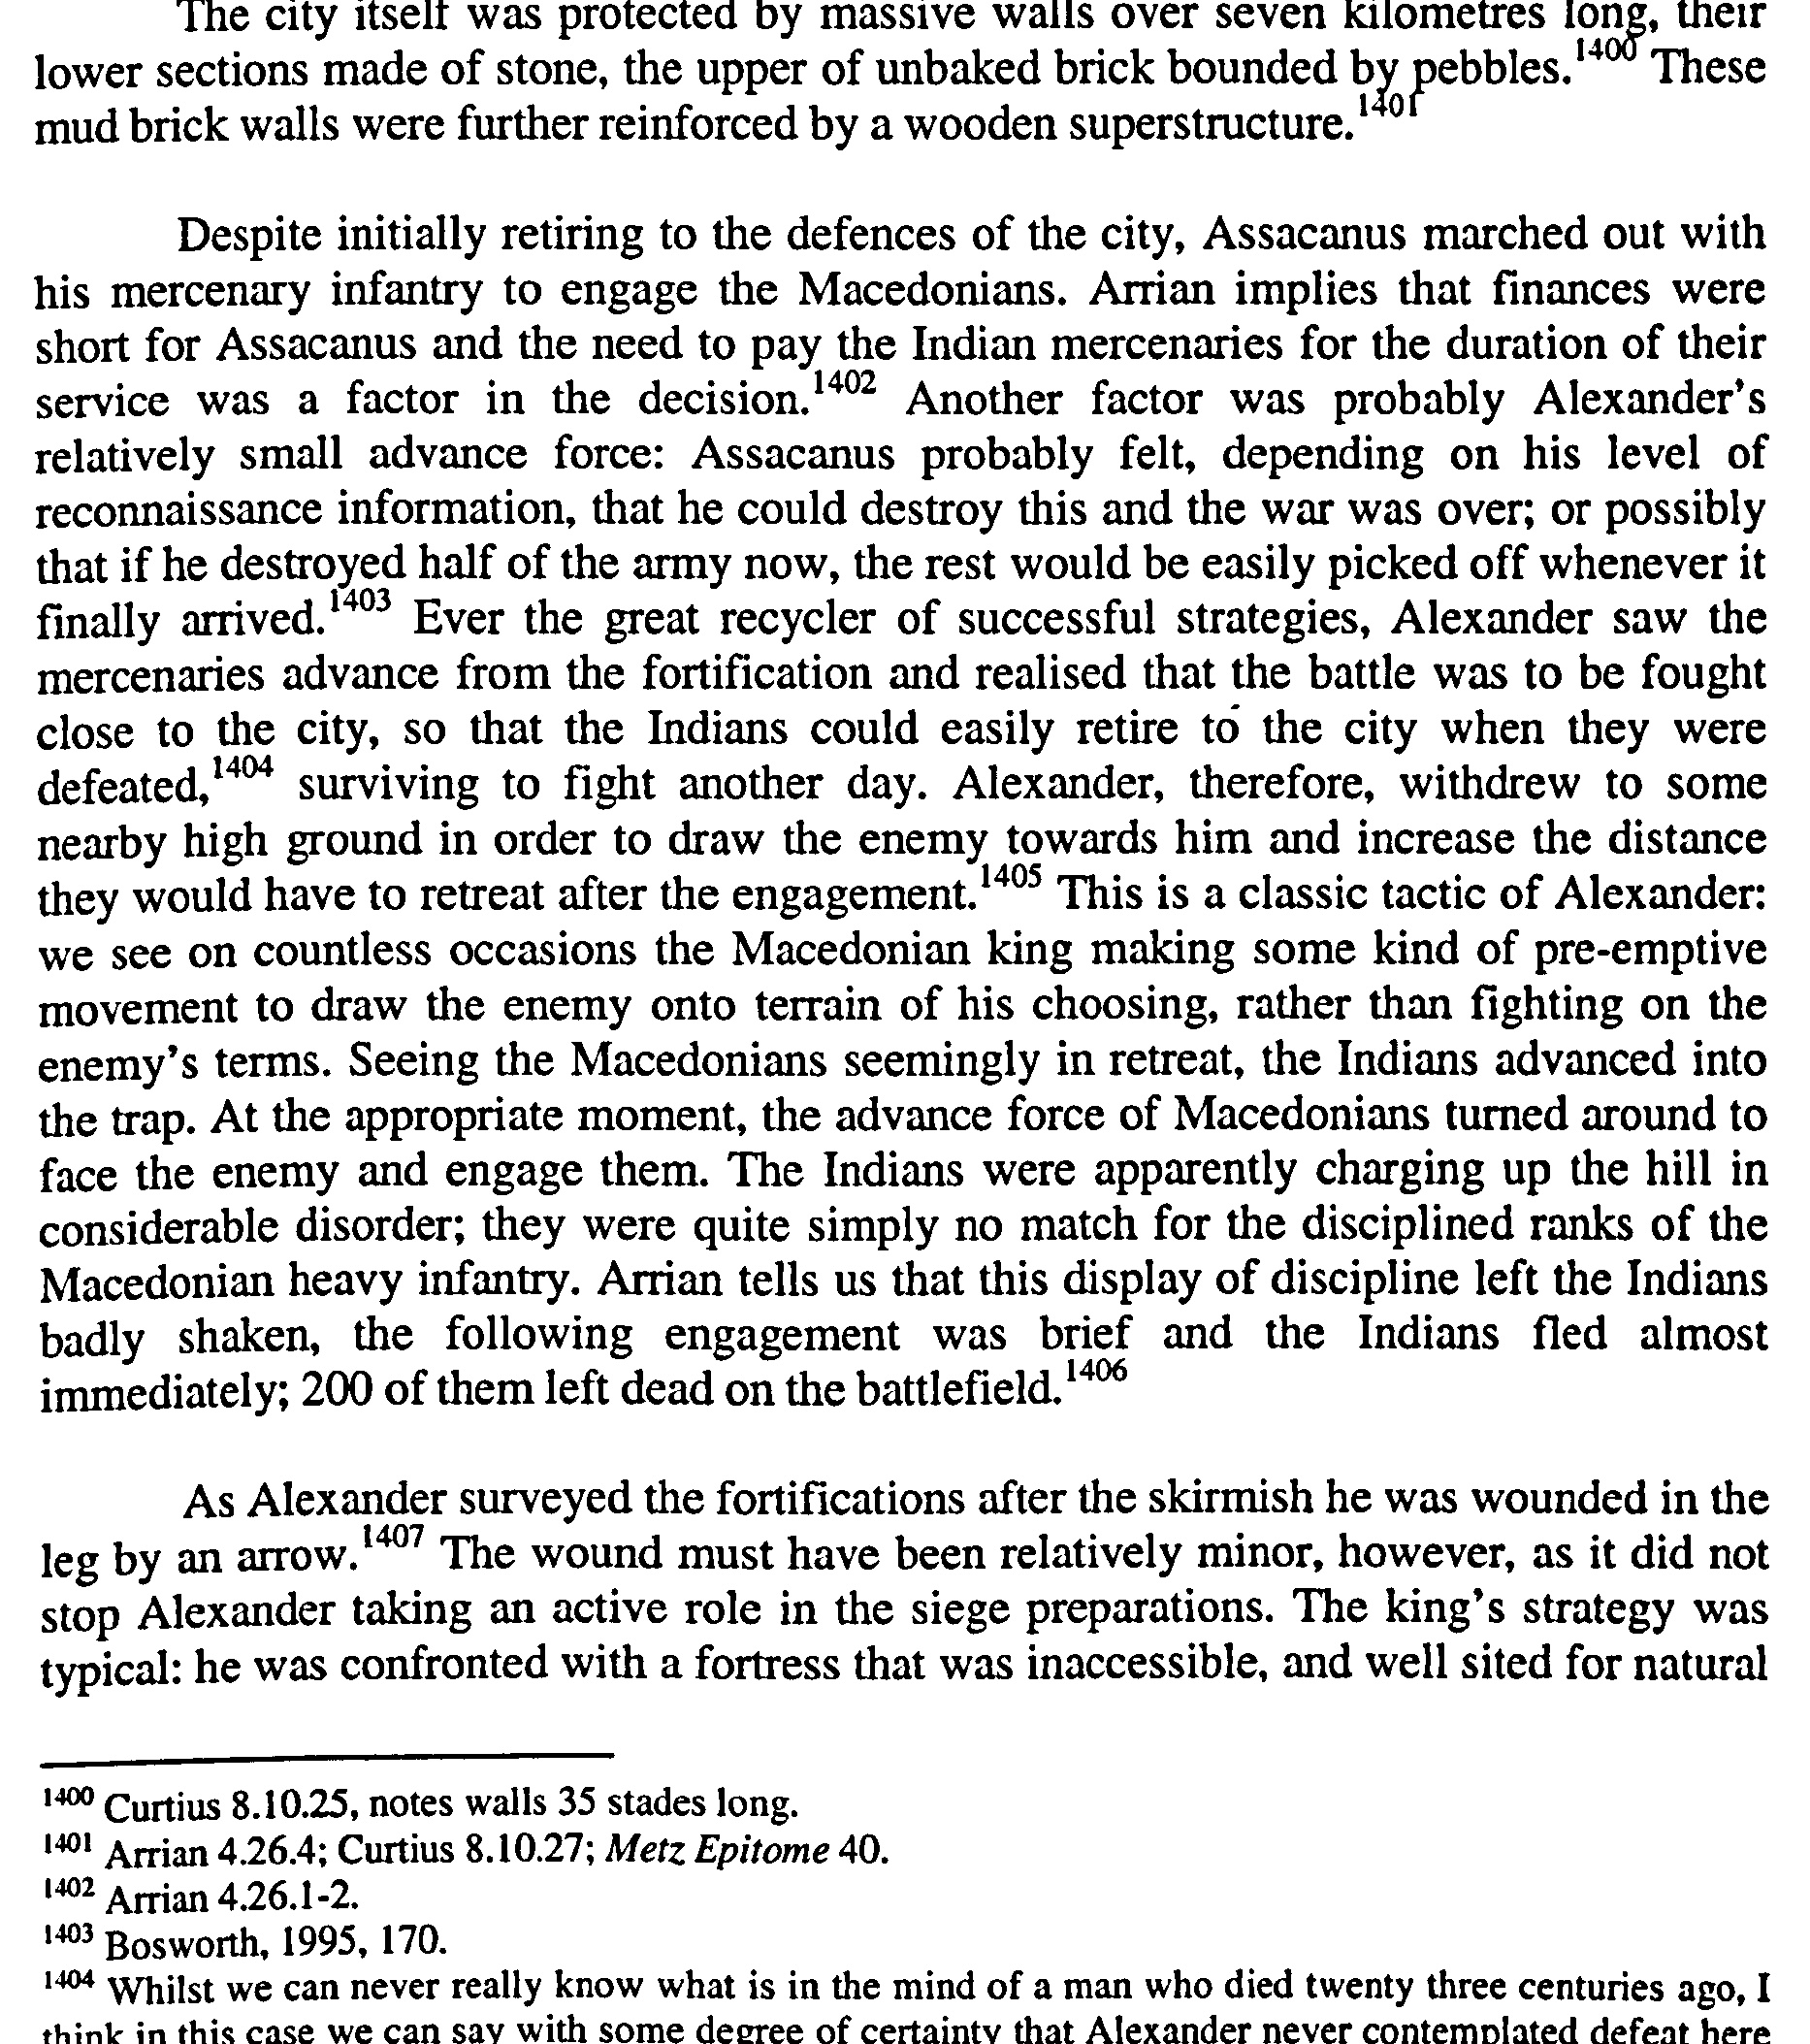 The city itself was protected by massive walls over seven kilometres long, their
lower sections made of stone, the upper of unbaked brick bounded by pebbles.1400 These
mud brick walls were further reinforced by a wooden superstructure.1401
Despite initially retiring to the defences of the city, Assacanus marched out with
his mercenary infantry to engage the Macedonians. Arrian implies that finances were
short for Assacanus and the need to pay the Indian mercenaries for the duration of their
service was a factor in the decision.1402 Another factor was probably Alexander's
relatively small advance force: Assacanus probably felt, depending on his level of
reconnaissance information, that he could destroy this and the war was over; or possibly
that if he destroyed half of the army now, the rest would be easily picked off whenever it
finally arrived.1403 Ever the great recycler of successful strategies, Alexander saw the
mercenaries advance from the fortification and realised that the battle was to be fought
close to the city, so that the Indians could easily retire to the city when they were
defeated,1404 surviving to fight another day. Alexander, therefore, withdrew to some
nearby high ground in order to draw the enemy towards him and increase the distance
they would have to retreat after the engagement.1405 This is a classic tactic of Alexander:
we see on countless occasions the Macedonian king making some kind of pre-emptive
movement to draw the enemy onto terrain of his choosing, rather than fighting on the
enemy's terms. Seeing the Macedonians seemingly in retreat, the Indians advanced into
the trap. At the appropriate moment, the advance force of Macedonians turned around to
face the enemy and engage them. The Indians were apparently charging up the hill in
considerable disorder; they were quite simply no match for the disciplined ranks of the
Macedonian heavy infantry. Arrian tells us that this display of discipline left the Indians
badly shaken, the following engagement was brief and the Indians fled almost
immediately; 200 of them left dead on the battlefield.1406
As Alexander surveyed the fortifications after the skirmish he was wounded in the
leg by an arrow.1407 The wound must have been relatively minor, however, as it did not
stop Alexander taking an active role in the siege preparations. The king's strategy was
typical: he was confronted with a fortress that was inaccessible, and well sited for natural
1400 Curtius 8.10.25, notes walls 35 stades long.
1401 Arrian 4.26.4; Curtius 8.10.27; Metz Epitome 40.
1402 Arrian 4.26.1-2.
1403 Bosworth, 1995, 170.
1404 Whilst we can never really know what is in the mind of a man who died twenty three centuries ago, I
think in this case we can say with some degree of certainty that Alexander never contemplated defeat here